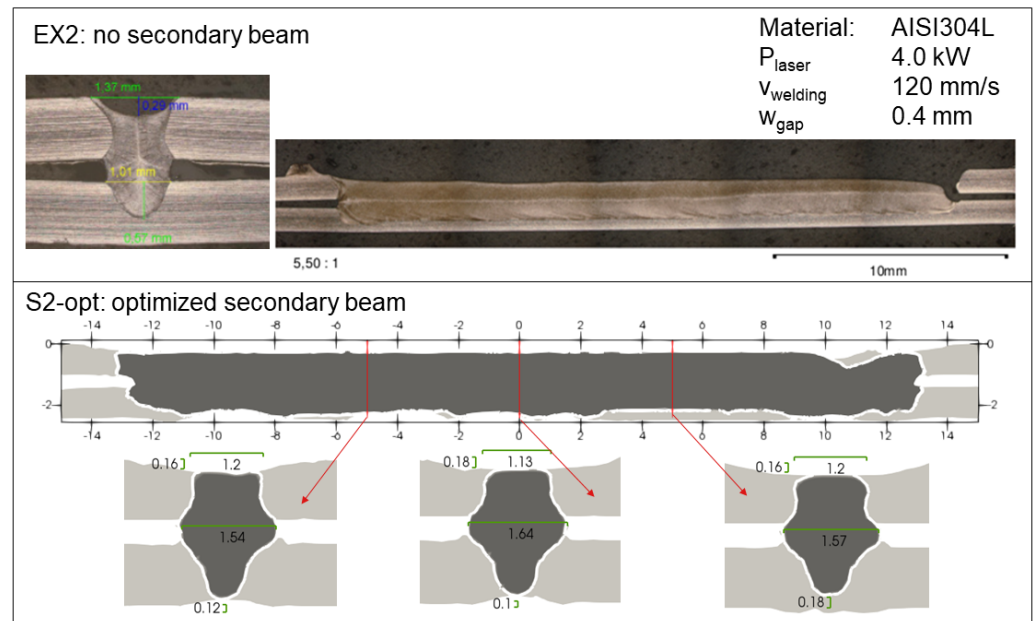 EX2: no secondary beam
Material: AISI304L
Plaser 4.0 kW
vwelding 120 mm/s
wgap 0.4 mm
1,37 mm
0,29 mm
1,01 mm
5,50 : 1
10mm
S2-opt: optimized secondary beam
-14 -12 -10 -8 -6 -4 -2 0 2 4 6 8 10 12 14
0 0
-2 -2
-14 -12 -10 -8 -6 -4 -2 0 2 4 6 8 10 12 14
0.16 1.2
1.54
0.12
0.18 1.13
1.64
0.1
0.16 1.2
1.57
0.18